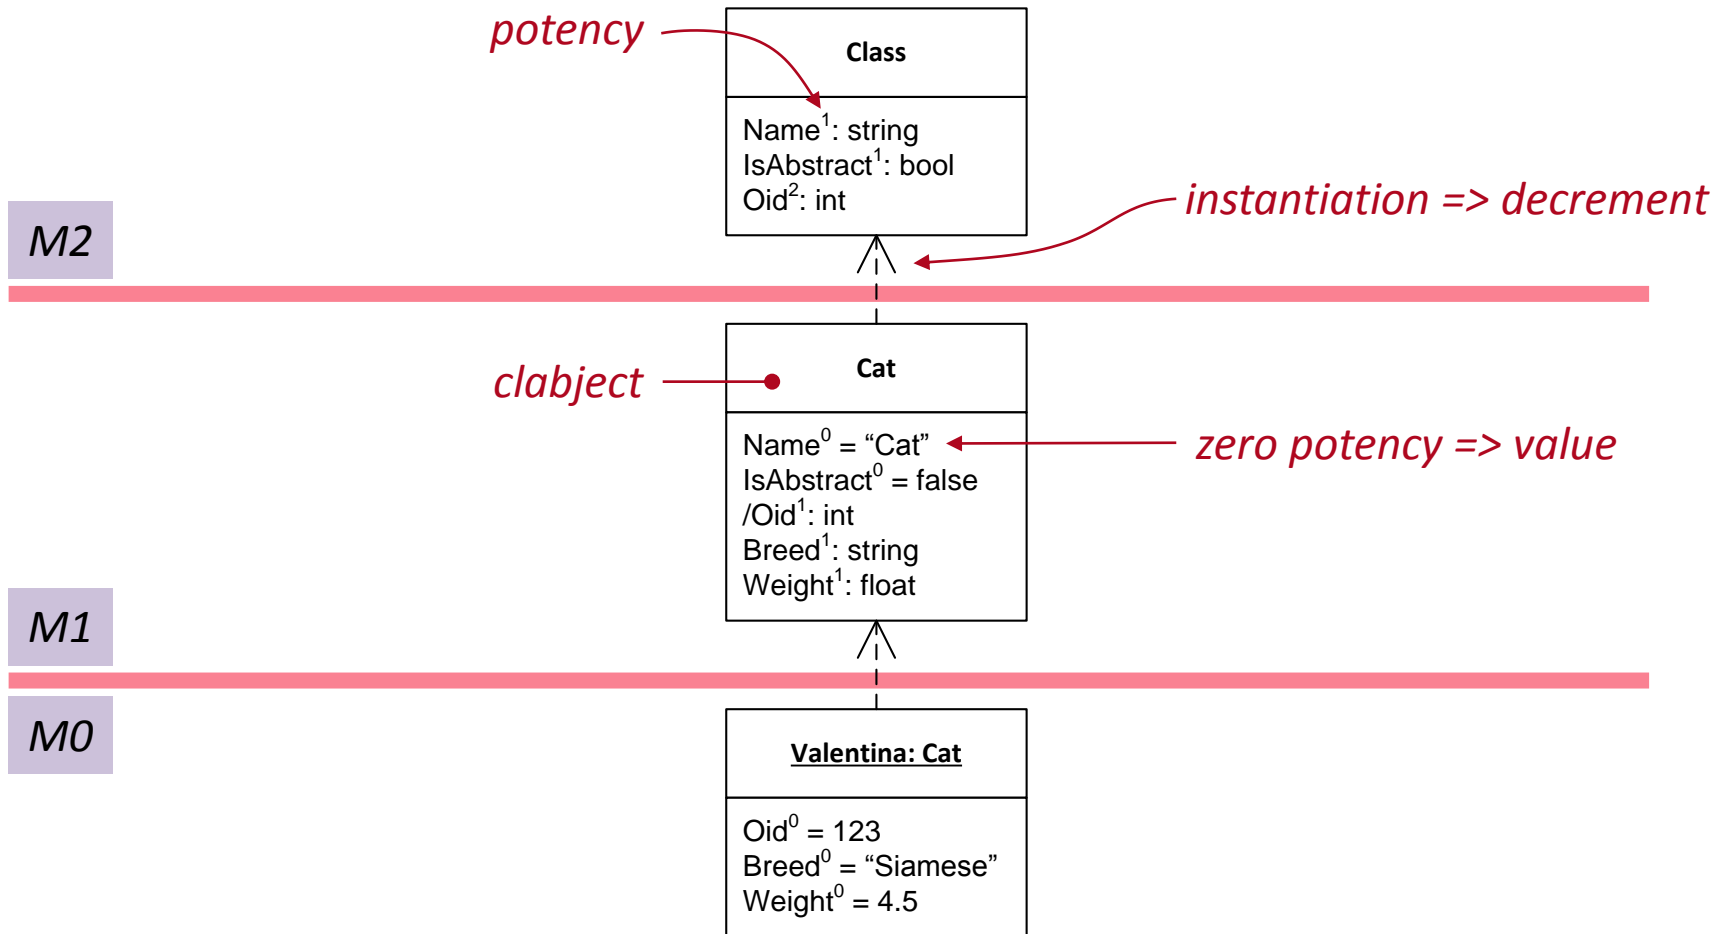 potency
Class
Name¹: string
IsAbstract¹: bool
Oid²: int
instantiation => decrement
M2
Cat
clabject
Name⁰ = “Cat”
zero potency => value
IsAbstract⁰ = false
/Oid¹: int
Breed¹: string
Weight¹: float
M1
M0
Valentina: Cat
Oid⁰ = 123
Breed⁰ = “Siamese”
Weight⁰ = 4.5